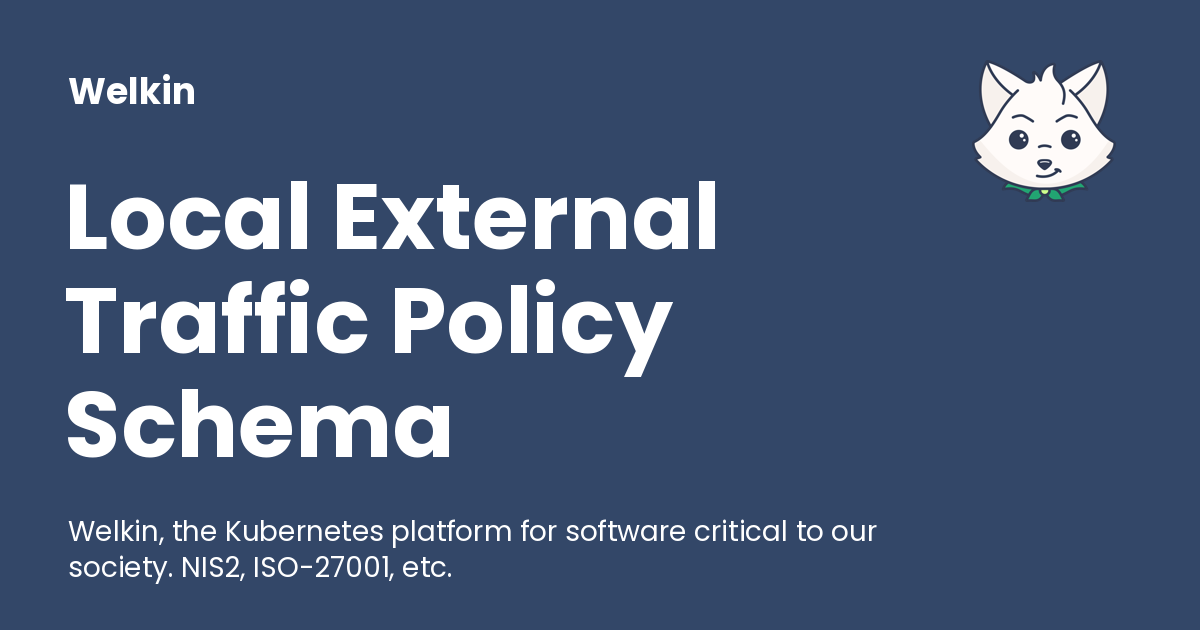 Welkin
Local External
Traffic Policy
Schema
Welkin, the Kubernetes platform for software critical to our
society. NIS2, ISO-27001, etc.